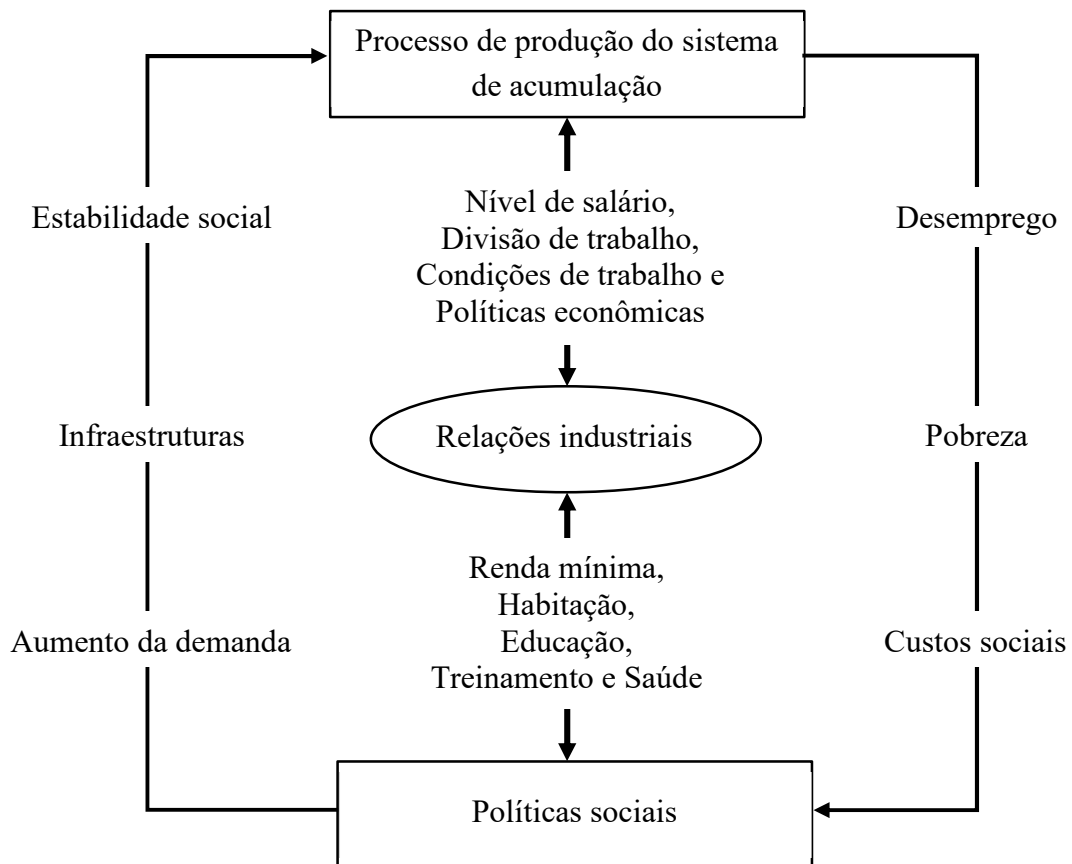 Processo de produção do sistema
de acumulação
Estabilidade social
Nível de salário,
Divisão de trabalho,
Condições de trabalho e
Políticas econômicas
Desemprego
Infraestruturas
Relações industriais
Pobreza
Aumento da demanda
Renda mínima,
Habitação,
Educação,
Treinamento e Saúde
Custos sociais
Políticas sociais